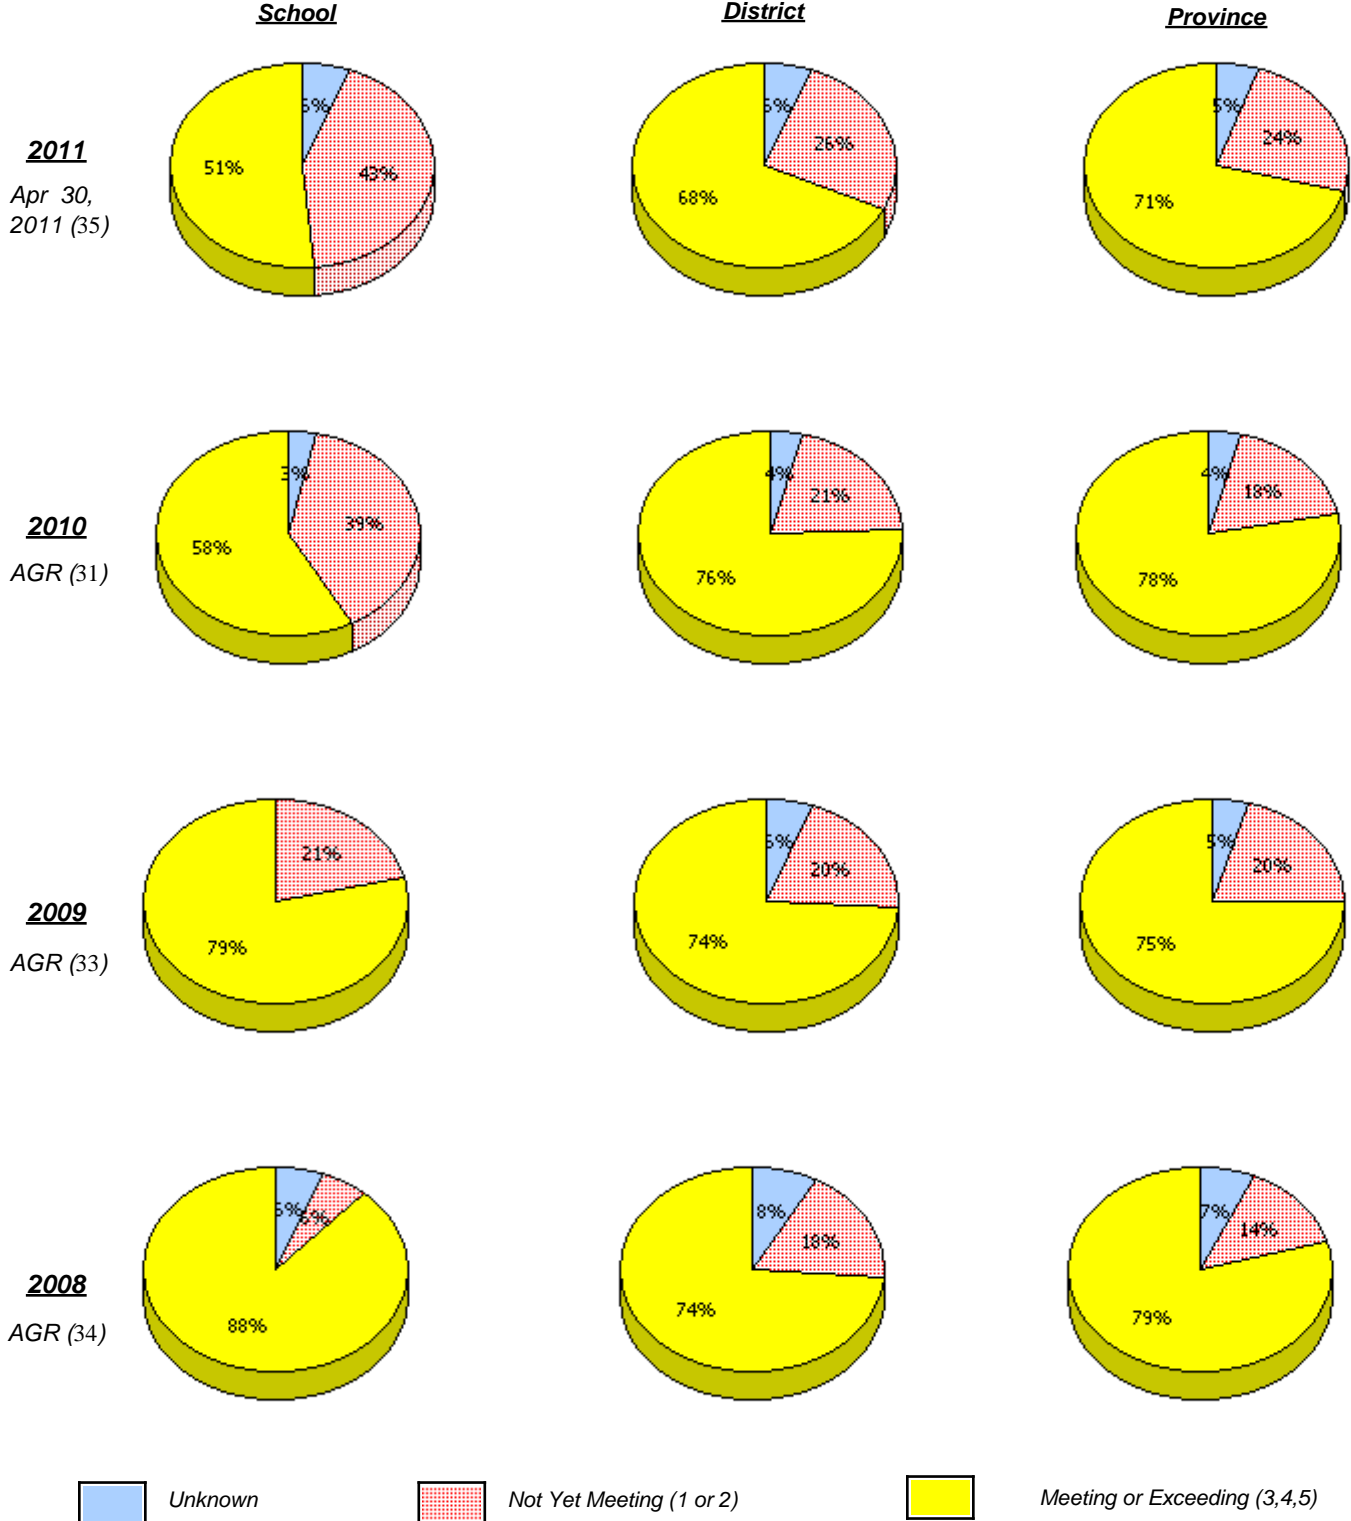 School District Province
6% 6% 5%
2011 51% 43% 68% 26% 71% 24%
Apr 30,
2011 (35)
3% 4% 4%
2010 58% 39% 76% 21% 78% 18%
AGR (31)
6% 5%
21% 20% 20%
2009 79% 74% 75%
AGR (33)
6% 6% 8% 18% 7% 14%
2008 88% 74% 79%
AGR (34)
Unknown Not Yet Meeting (1 or 2) Meeting or Exceeding (3,4,5)